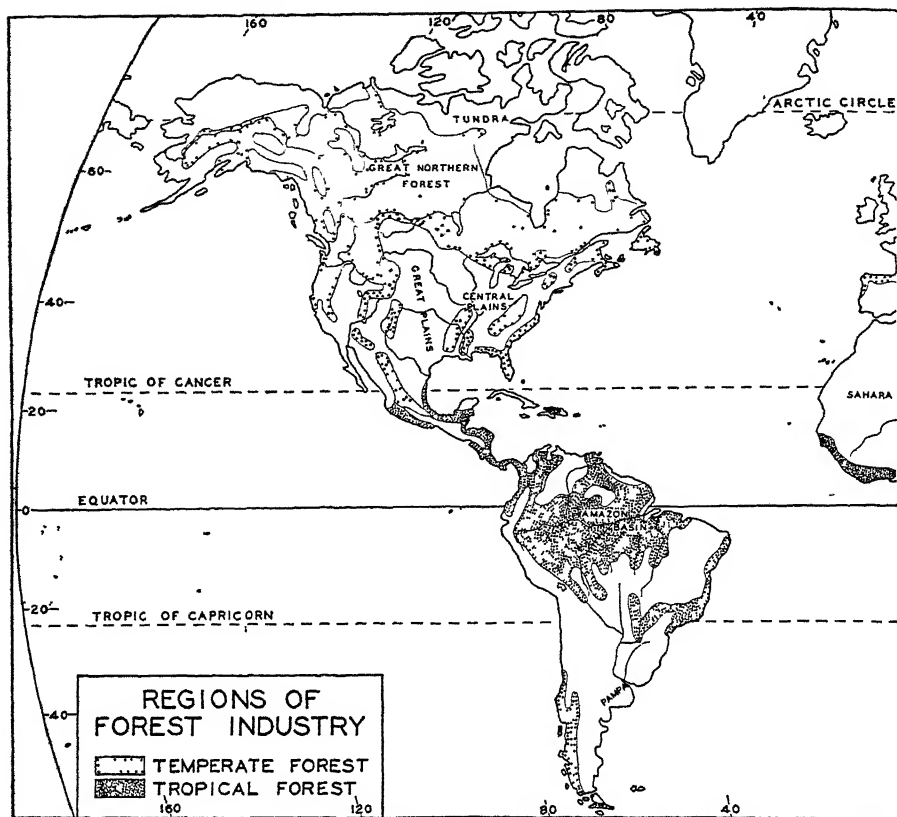 160
120
80
40
ARCTIC CIRCLE
TUNDRA
60
GREAT NORTHERN
FOREST
40
GREAT PLAINS
CENTRAL
PLAINS
TROPIC OF CANCER
20
SAHARA
0
EQUATOR
AMAZON
BASIN
20
TROPIC OF CAPRICORN
PAMPA
40
REGIONS OF
FOREST INDUSTRY
TEMPERATE FOREST
TROPICAL FOREST
160
120
80
40